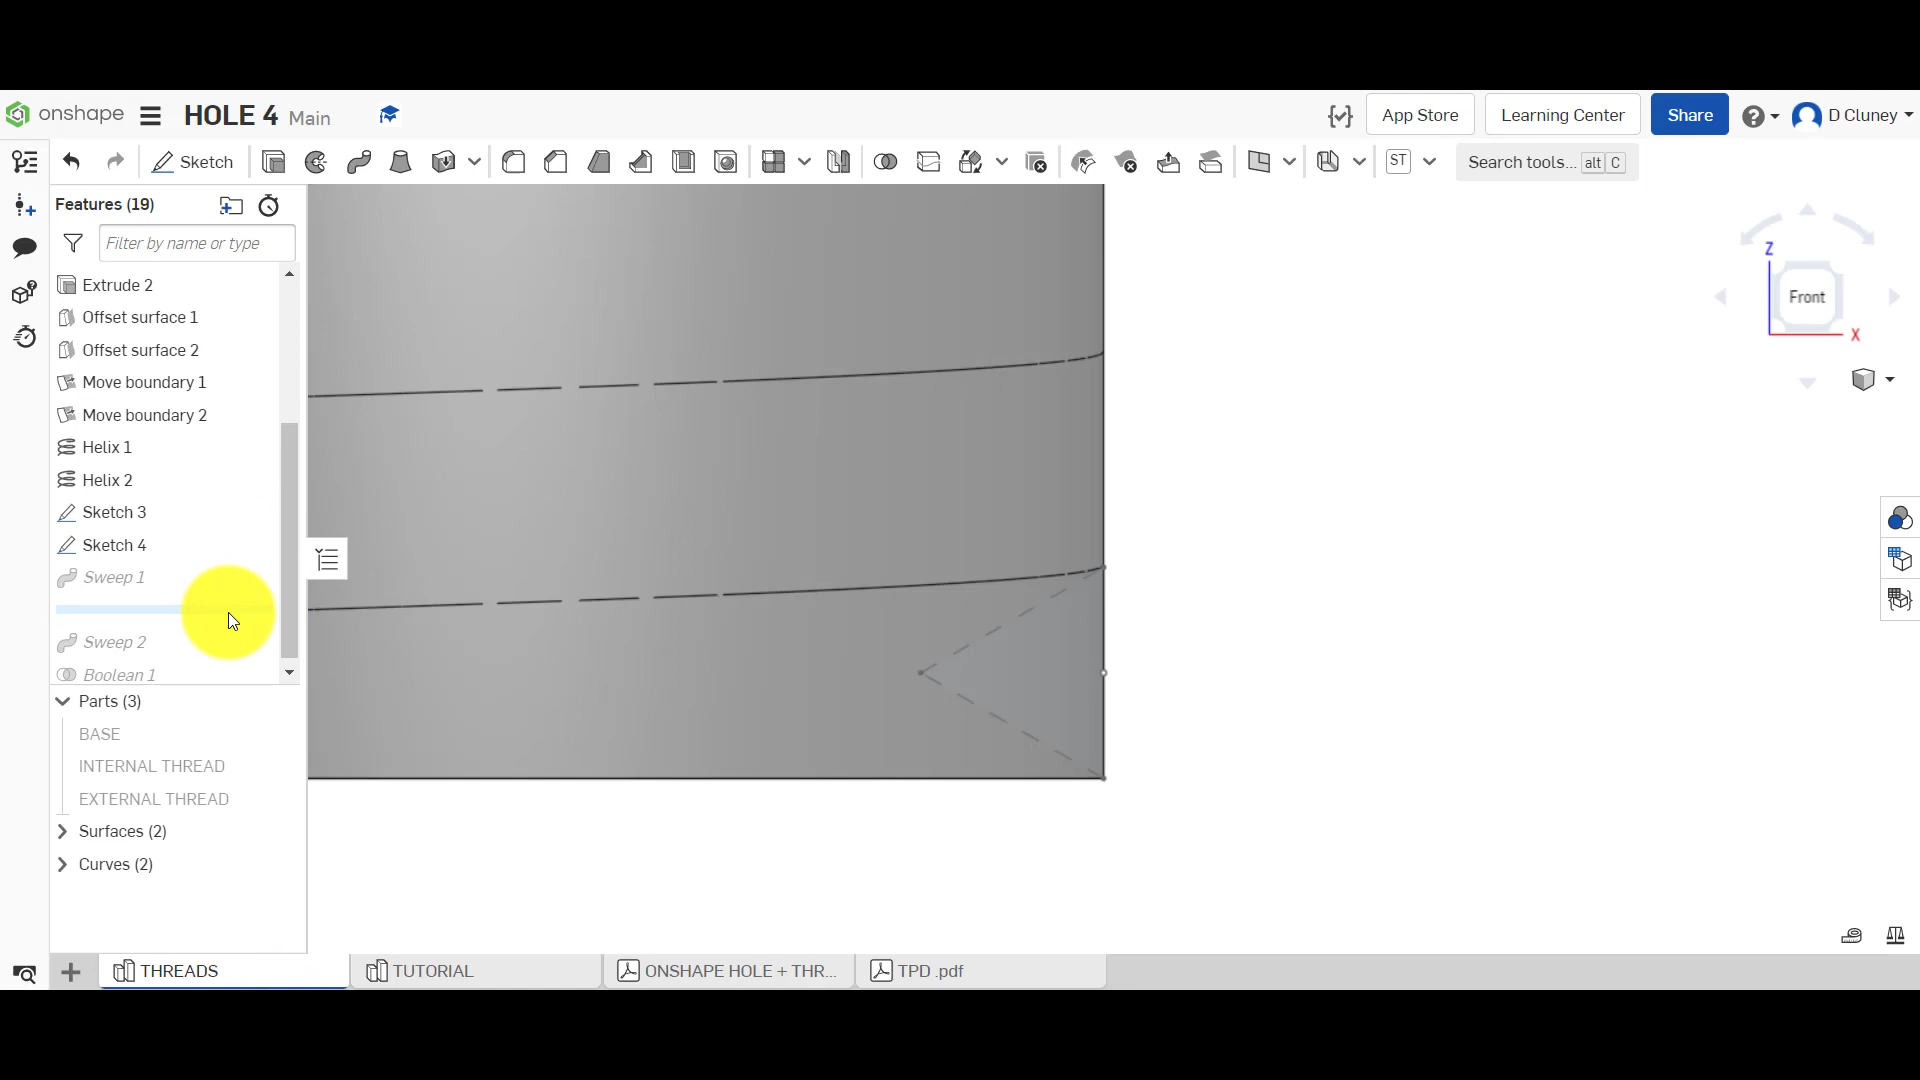 onshape
HOLE 4 Main
App Store
Learning Center
Share
D Cluney
Sketch
ST
Search tools... alt C
Features (19)
Filter by name or type
Extrude 2
Offset surface 1
Offset surface 2
Move boundary 1
Move boundary 2
Helix 1
Helix 2
Sketch 3
Sketch 4
Sweep 1
Sweep 2
Boolean 1
Parts (3)
BASE
INTERNAL THREAD
EXTERNAL THREAD
Surfaces (2)
Curves (2)
Z
Front
X
THREADS
TUTORIAL
ONSHAPE HOLE + THR...
TPD .pdf